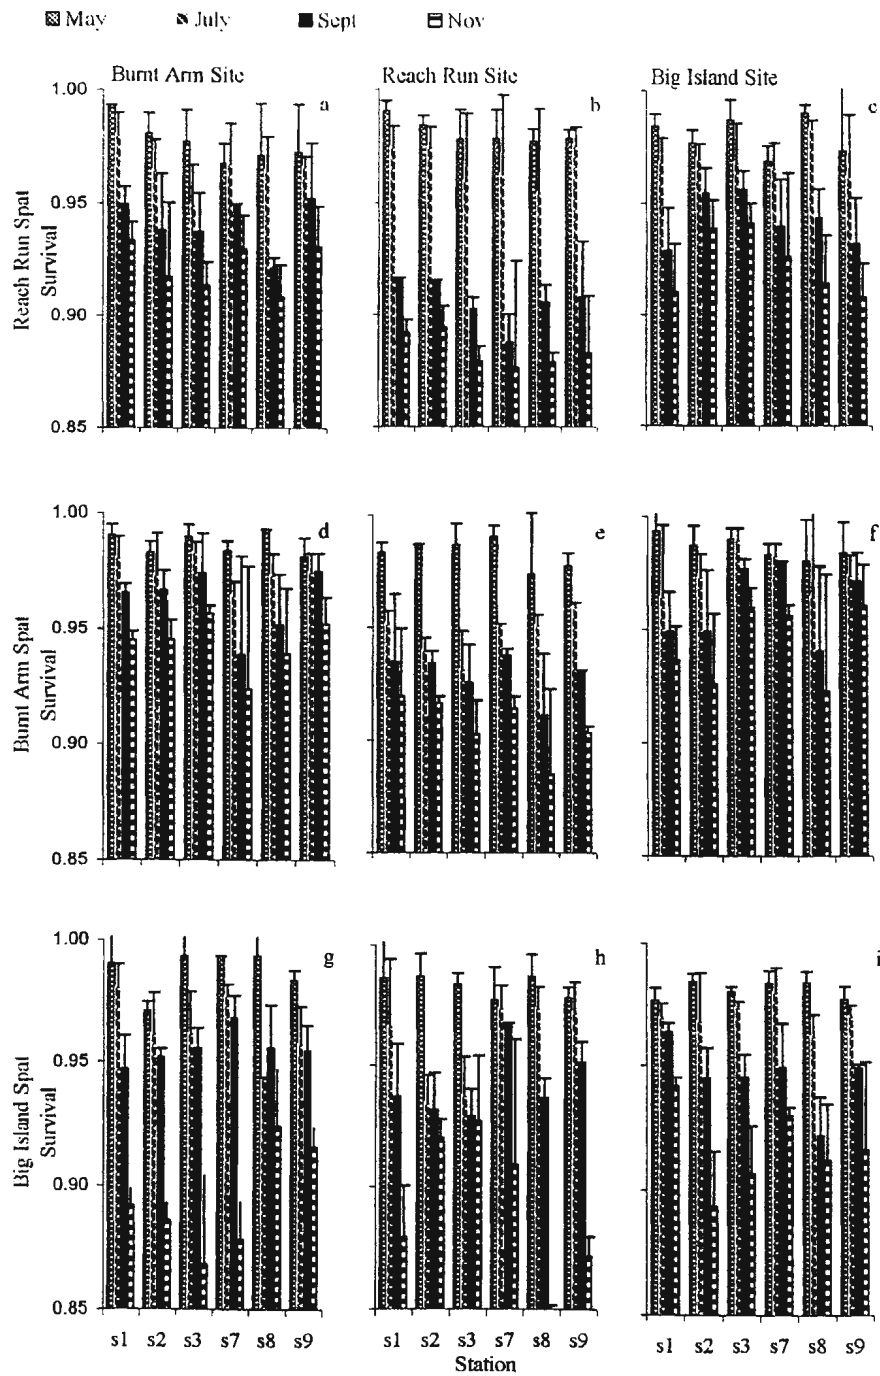 May July Sept Nov
Burnt Arm Site Reach Run Site Big Island Site
1.00 a b c
0.95
0.90
0.85
Reach Run Spat
Survival
1.00 d e f
0.95
0.90
0.85
Burnt Arm Spat
Survival
1.00 g h i
0.95
0.90
0.85
Big Island Spat
Survival
s1 s2 s3 s7 s8 s9 s1 s2 s3 s7 s8 s9 s1 s2 s3 s7 s8 s9
Station